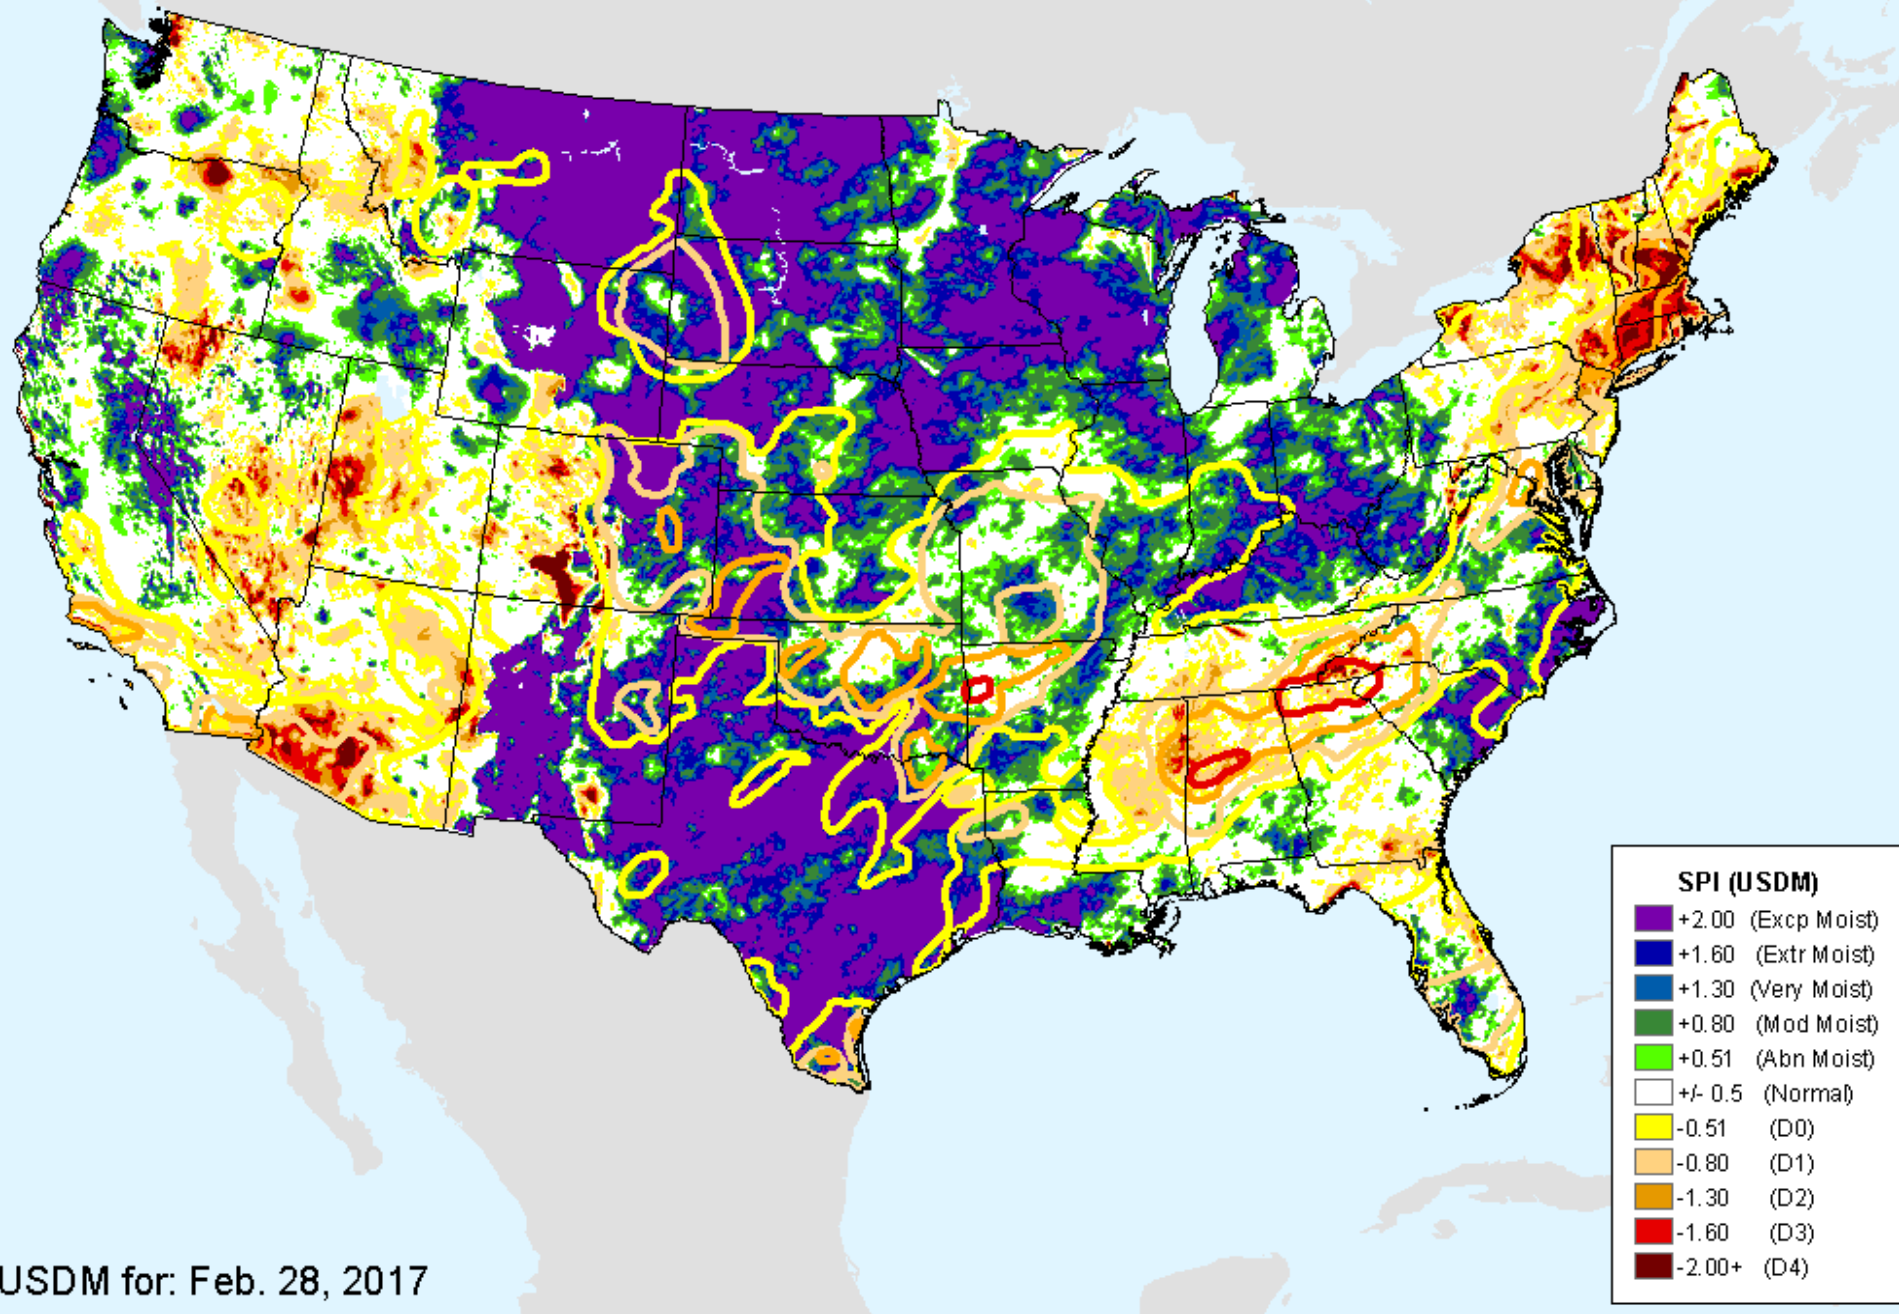 SPI (USDM)
+2.00 (Excp Moist)
+1.60 (Extr Moist)
+1.30 (Very Moist)
+0.80 (Mod Moist)
+0.51 (Abn Moist)
+/- 0.5 (Normal)
-0.51 (D0)
-0.80 (D1)
-1.30 (D2)
-1.60 (D3)
-2.00+ (D4)
USDM for: Feb. 28, 2017